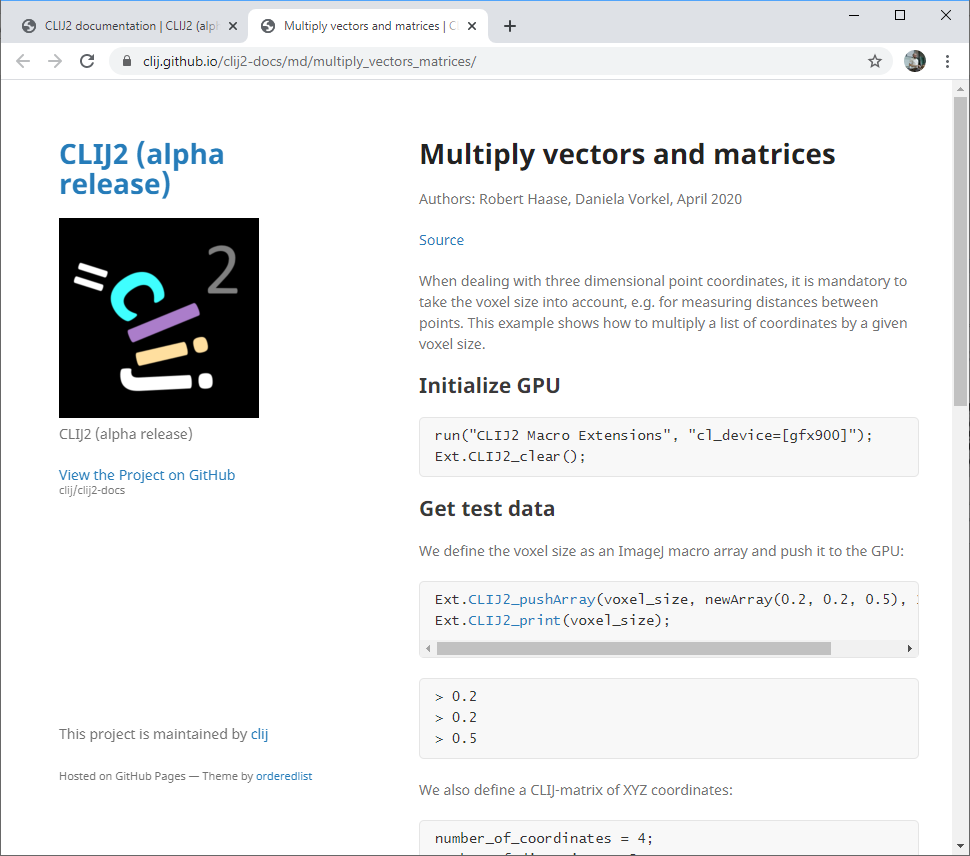 CLIJ2 documentation | CLIJ2 (alp
Multiply vectors and matrices | C
clij.github.io/clij2-docs/md/multiply_vectors_matrices/
CLIJ2 (alpha
release)
= clij 2
CLIJ2 (alpha release)
View the Project on GitHub
clij/clij2-docs
This project is maintained by clij
Hosted on GitHub Pages — Theme by orderedlist
Multiply vectors and matrices
Authors: Robert Haase, Daniela Vorkel, April 2020
Source
When dealing with three dimensional point coordinates, it is mandatory to
take the voxel size into account, e.g. for measuring distances between
points. This example shows how to multiply a list of coordinates by a given
voxel size.
Initialize GPU
run("CLIJ2 Macro Extensions", "cl_device=[gfx900]");
Ext.CLIJ2_clear();
Get test data
We define the voxel size as an ImageJ macro array and push it to the GPU:
Ext.CLIJ2_pushArray(voxel_size, newArray(0.2, 0.2, 0.5),
Ext.CLIJ2_print(voxel_size);
> 0.2
> 0.2
> 0.5
We also define a CLIJ-matrix of XYZ coordinates:
number_of_coordinates = 4;